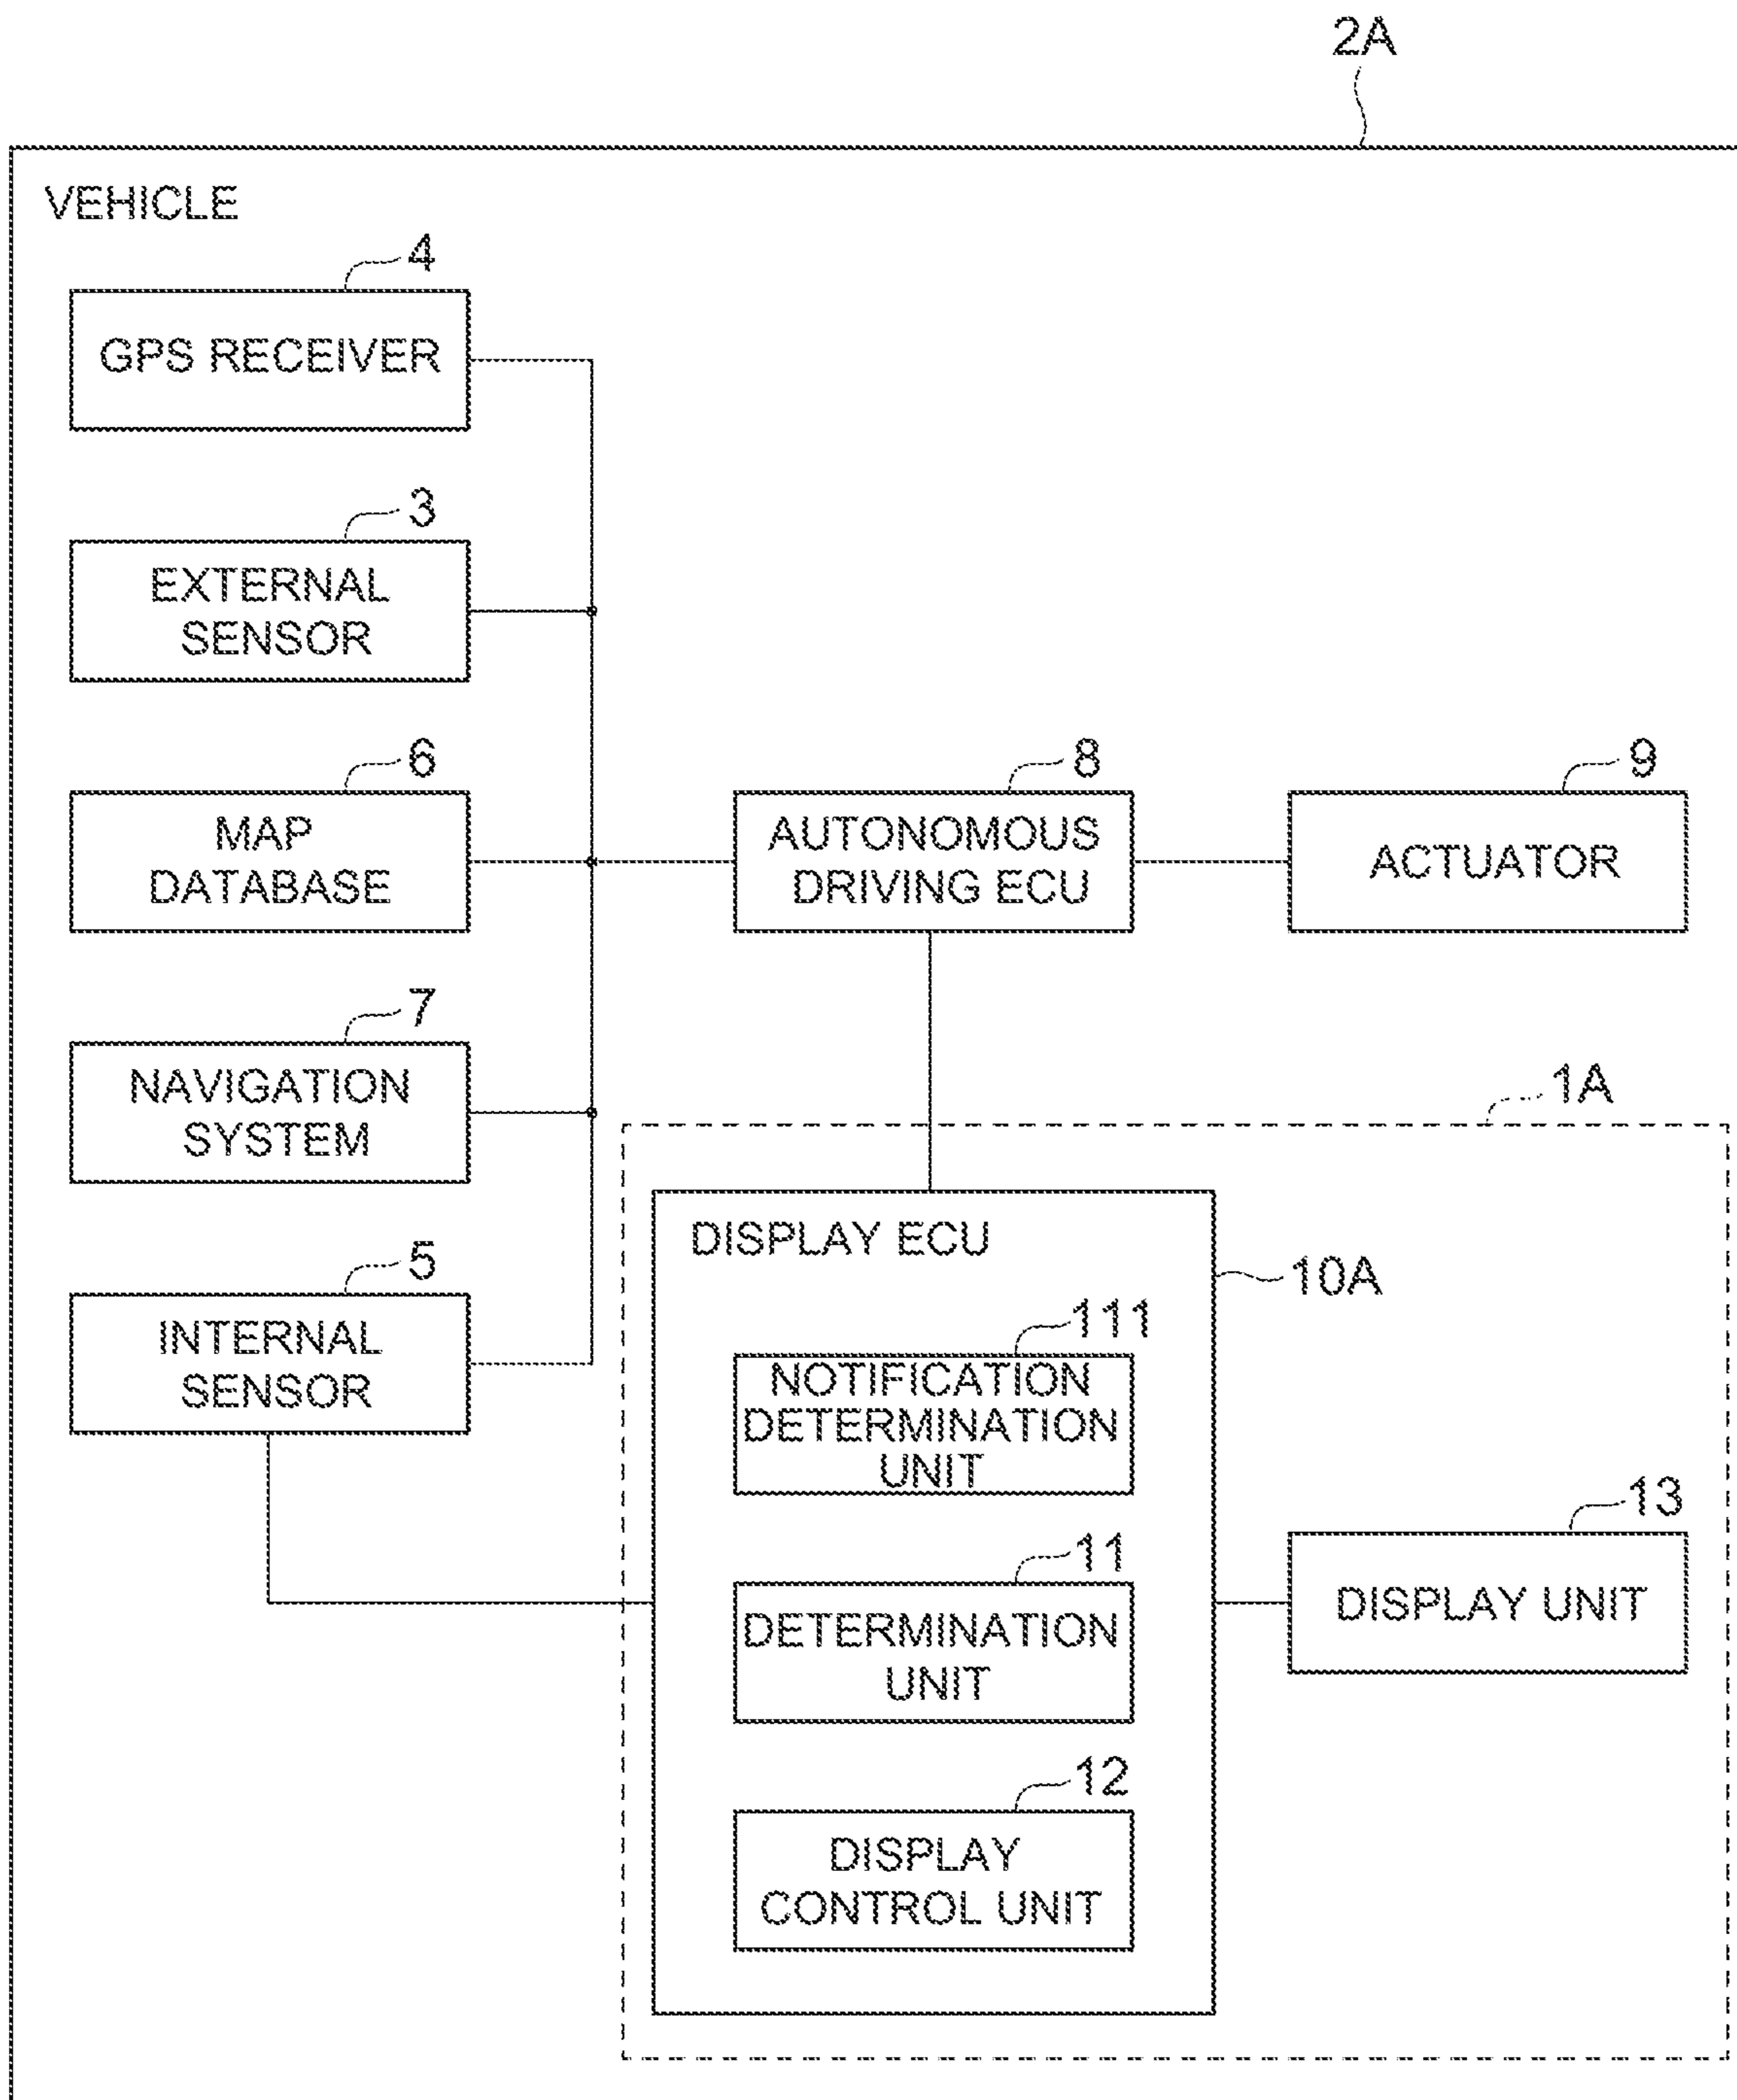 2A
VEHICLE
4
GPS RECEIVER
3
EXTERNAL
SENSOR
6
MAP
DATABASE
8
AUTONOMOUS
DRIVING ECU
9
ACTUATOR
7
NAVIGATION
SYSTEM
1A
5
INTERNAL
SENSOR
DISPLAY ECU
10A
111
NOTIFICATION
DETERMINATION
UNIT
11
DETERMINATION
UNIT
13
DISPLAY UNIT
12
DISPLAY
CONTROL UNIT